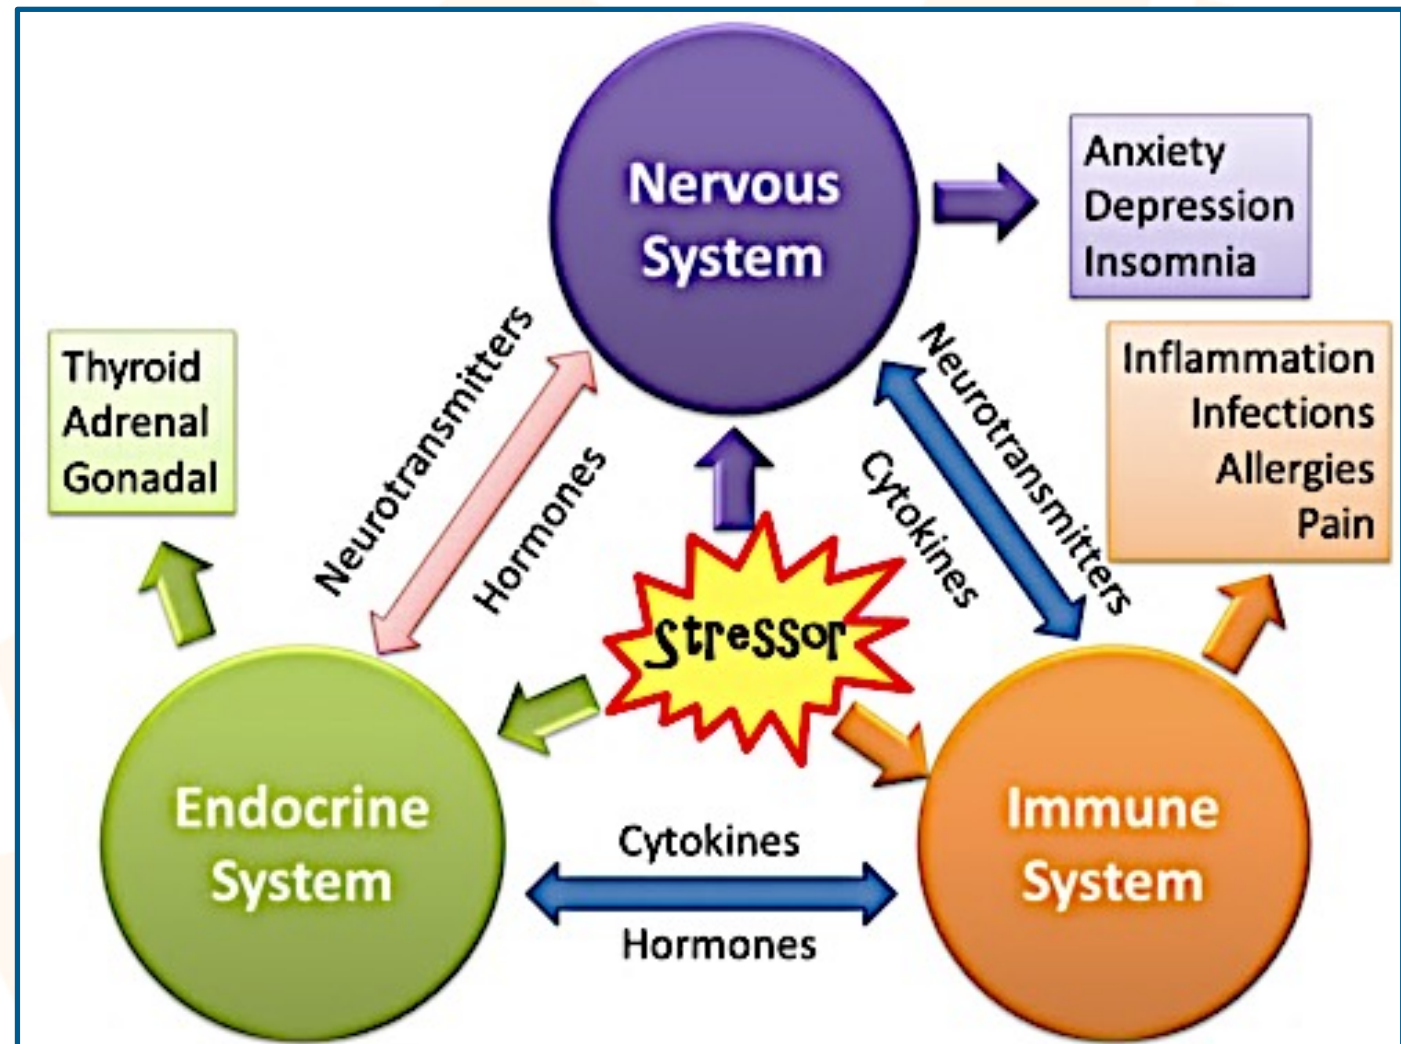 Nervous
System
Anxiety
Depression
Insomnia
Thyroid
Adrenal
Gonadal
Neurotransmitters
Hormones
Neurotransmitters
Cytokines
Inflammation
Infections
Allergies
Pain
Stressor
Endocrine
System
Cytokines
Hormones
Immune
System